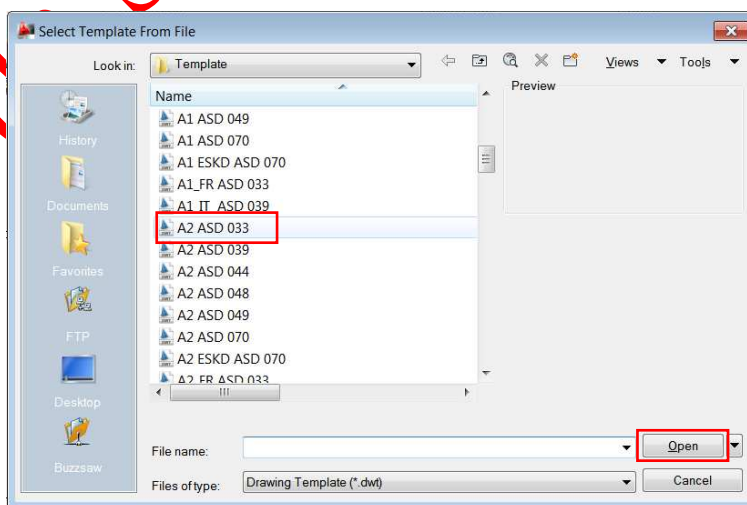 Select Template From File
Look in: Template Views Tools
Name
Preview
A1 ASD 049
A1 ASD 070
A1 ESKD ASD 070
A1_FR ASD 033
A1_IT_ASD 039
A2 ASD 033
A2 ASD 039
A2 ASD 044
A2 ASD 048
A2 ASD 049
A2 ASD 070
A2 ESKD ASD 070
A2_FR ASD 033
History
Documents
Favorites
FTP
Desktop
Buzzsaw
File name: Open
Files of type: Drawing Template (*.dwt) Cancel